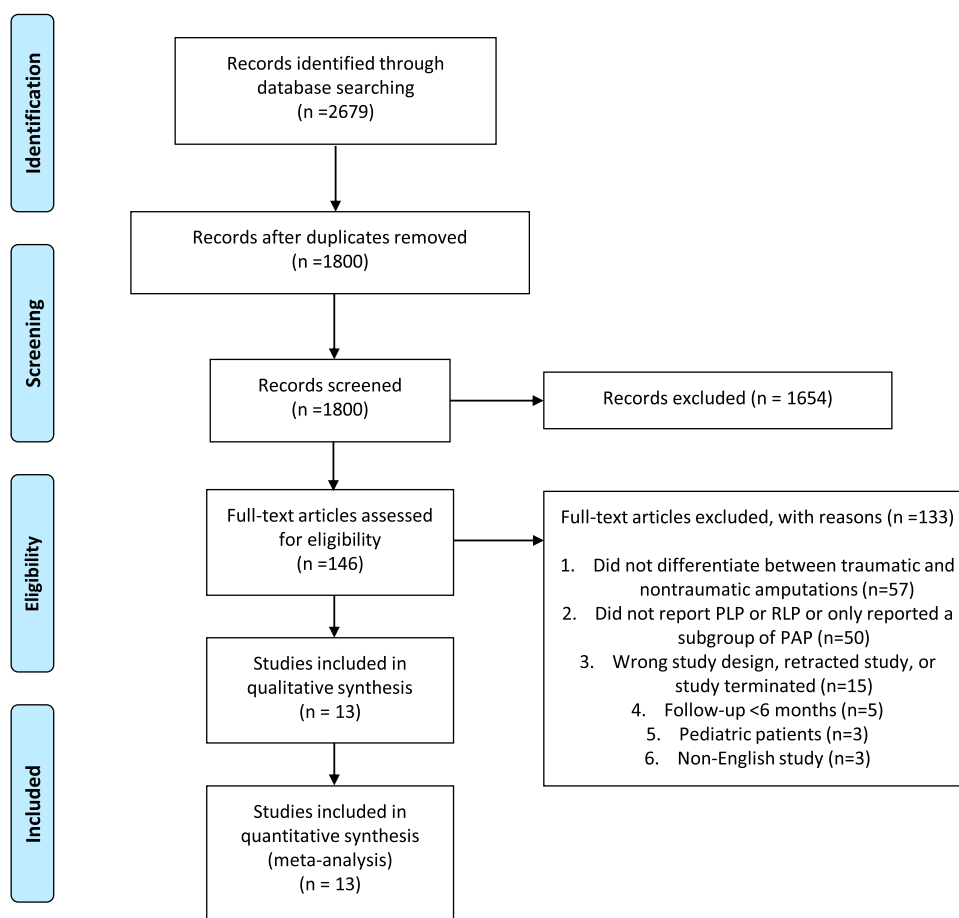 Identification
Records identified through
database searching
(n =2679)
Records after duplicates removed
(n =1800)
Screening
Records screened
(n =1800)
Records excluded (n = 1654)
Eligibility
Full-text articles assessed
for eligibility
(n =146)
Full-text articles excluded, with reasons (n =133)
1. Did not differentiate between traumatic and
nontraumatic amputations (n=57)
2. Did not report PLP or RLP or only reported a
subgroup of PAP (n=50)
3. Wrong study design, retracted study, or
study terminated (n=15)
4. Follow-up <6 months (n=5)
5. Pediatric patients (n=3)
6. Non-English study (n=3)
Studies included in
qualitative synthesis
(n = 13)
Included
Studies included in
quantitative synthesis
(meta-analysis)
(n = 13)